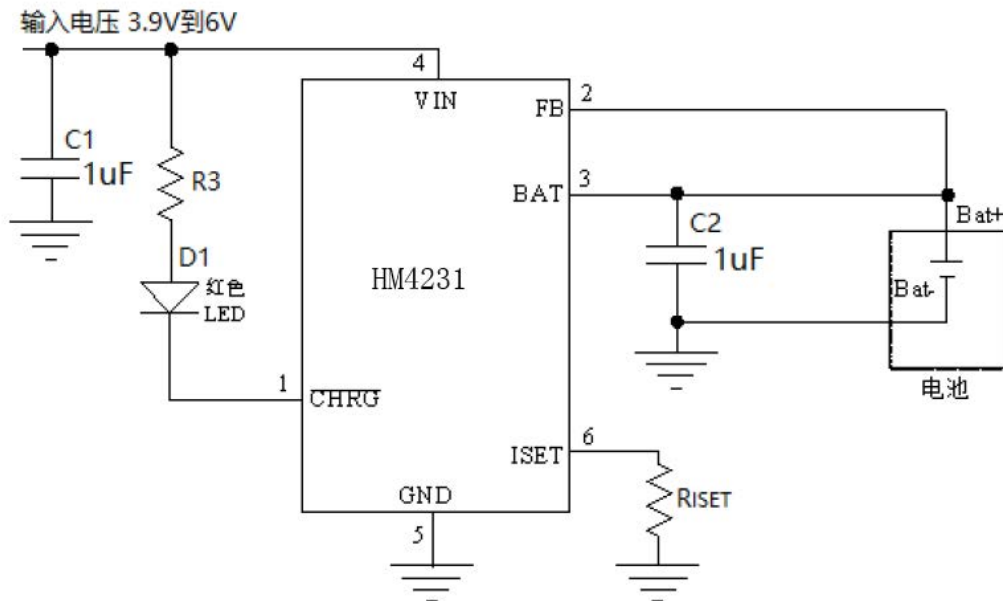 输入电压 3.9V到6V
4
VIN
FB
2
C1
1uF
R3
BAT
3
C2
1uF
Bat+
Bat-
D1
红色
LED
HM4231
1
CHRG
电池
ISET
6
RISET
GND
5